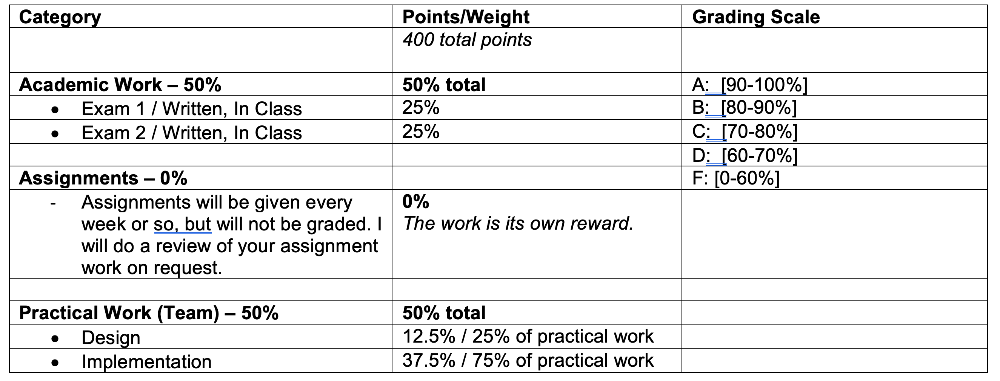 Category Points/Weight Grading Scale
400 total points
Academic Work – 50% 50% total A:  [90-100%]
• Exam 1 / Written, In Class 25% B:  [80-90%]
• Exam 2 / Written, In Class 25% C:  [70-80%]
D:  [60-70%]
Assignments – 0% F: [0-60%]
- Assignments will be given every 0%
week or so, but will not be graded. I The work is its own reward.
will do a review of your assignment
work on request.
Practical Work (Team) – 50% 50% total
• Design 12.5% / 25% of practical work
• Implementation 37.5% / 75% of practical work